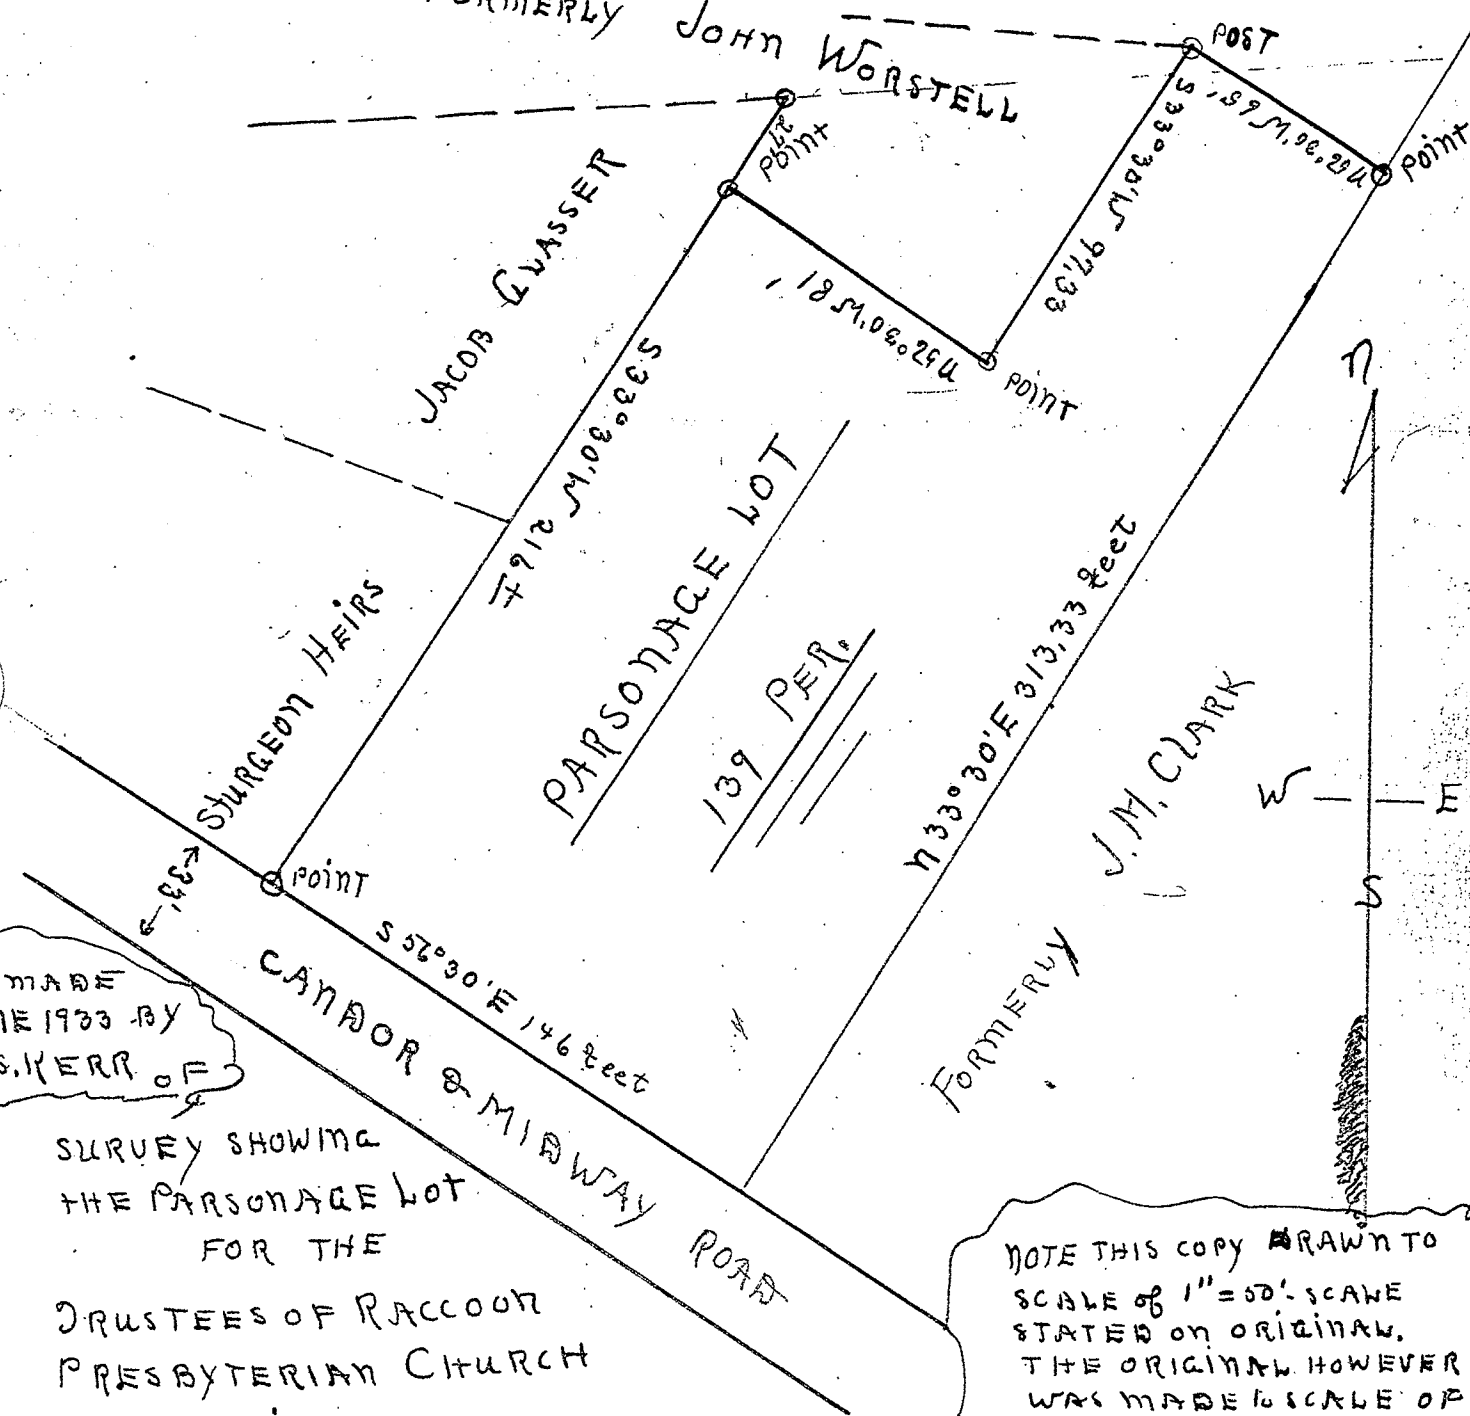 FORMERLY JOHN WORSTELL
POST
POINT
N52°30'W 65'
S33°30'W 97.33
POINT
JACOB GLASSER
N52°30'W 81'
POINT
S33°30'W 216 Ft
N
PARSONAGE LOT
139 PER.
N33°30'E 313.33 feet
STURGEON HEIRS
FORMERLY J.M. CLARK
W E
S
33'
POINT
S 52°30'E 146 feet
CANDOR & MIDWAY ROAD
MADE
1933 BY
S. KERR OF
SURVEY SHOWING
THE PARSONAGE LOT
FOR THE
TRUSTEES OF RACCOON
PRESBYTERIAN CHURCH
NOTE THIS COPY DRAWN TO
SCALE of 1"=50'. SCALE
STATED ON ORIGINAL.
THE ORIGINAL HOWEVER
WAS MADE to SCALE OF